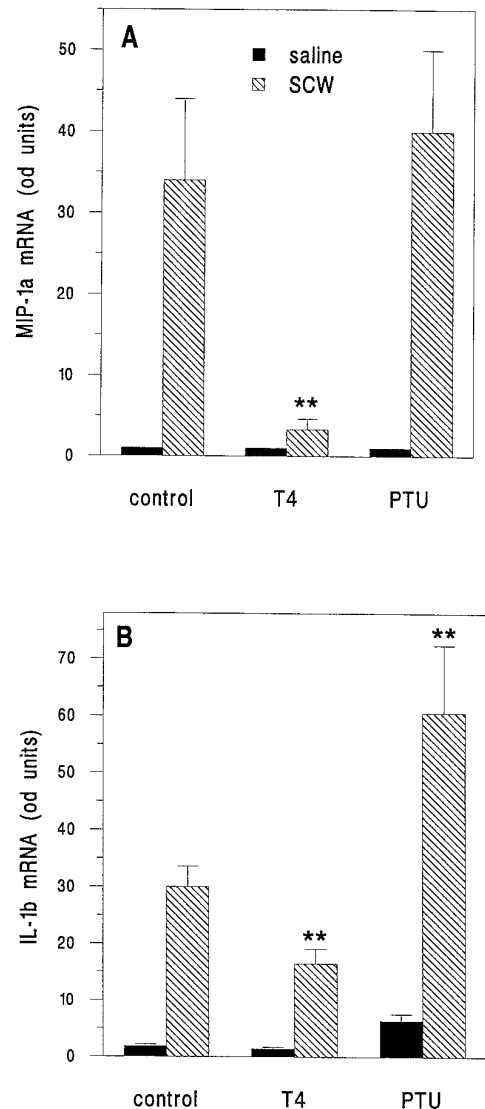 A
saline
SCW
MIP-1a mRNA (od units)
50
40
30
20
10
0
**
control T4 PTU
B
IL-1b mRNA (od units)
70
60
50
40
30
20
10
0
**
**
control T4 PTU